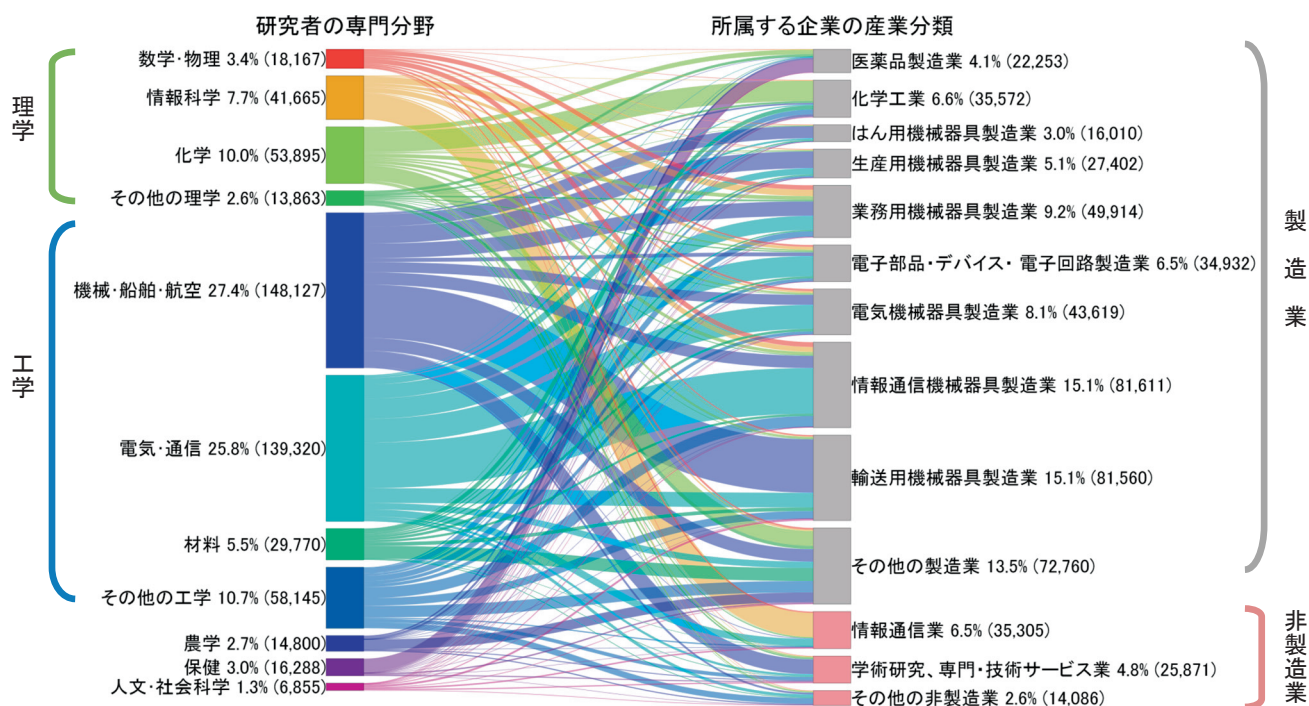 研究者の専門分野
理学
数学・物理 3.4% (18,167)
情報科学 7.7% (41,665)
化学 10.0% (53,895)
その他の理学 2.6% (13,863)
工学
機械・船舶・航空 27.4% (148,127)
電気・通信 25.8% (139,320)
材料 5.5% (29,770)
その他の工学 10.7% (58,145)
農学 2.7% (14,800)
保健 3.0% (16,288)
人文・社会科学 1.3% (6,855)
所属する企業の産業分類
医薬品製造業 4.1% (22,253)
化学工業 6.6% (35,572)
はん用機械器具製造業 3.0% (16,010)
生産用機械器具製造業 5.1% (27,402)
業務用機械器具製造業 9.2% (49,914)
電子部品・デバイス・ 電子回路製造業 6.5% (34,932)
電気機械器具製造業 8.1% (43,619)
情報通信機械器具製造業 15.1% (81,611)
輸送用機械器具製造業 15.1% (81,560)
その他の製造業 13.5% (72,760)
製造業
情報通信業 6.5% (35,305)
学術研究、専門・技術サービス業 4.8% (25,871)
その他の非製造業 2.6% (14,086)
非製造業